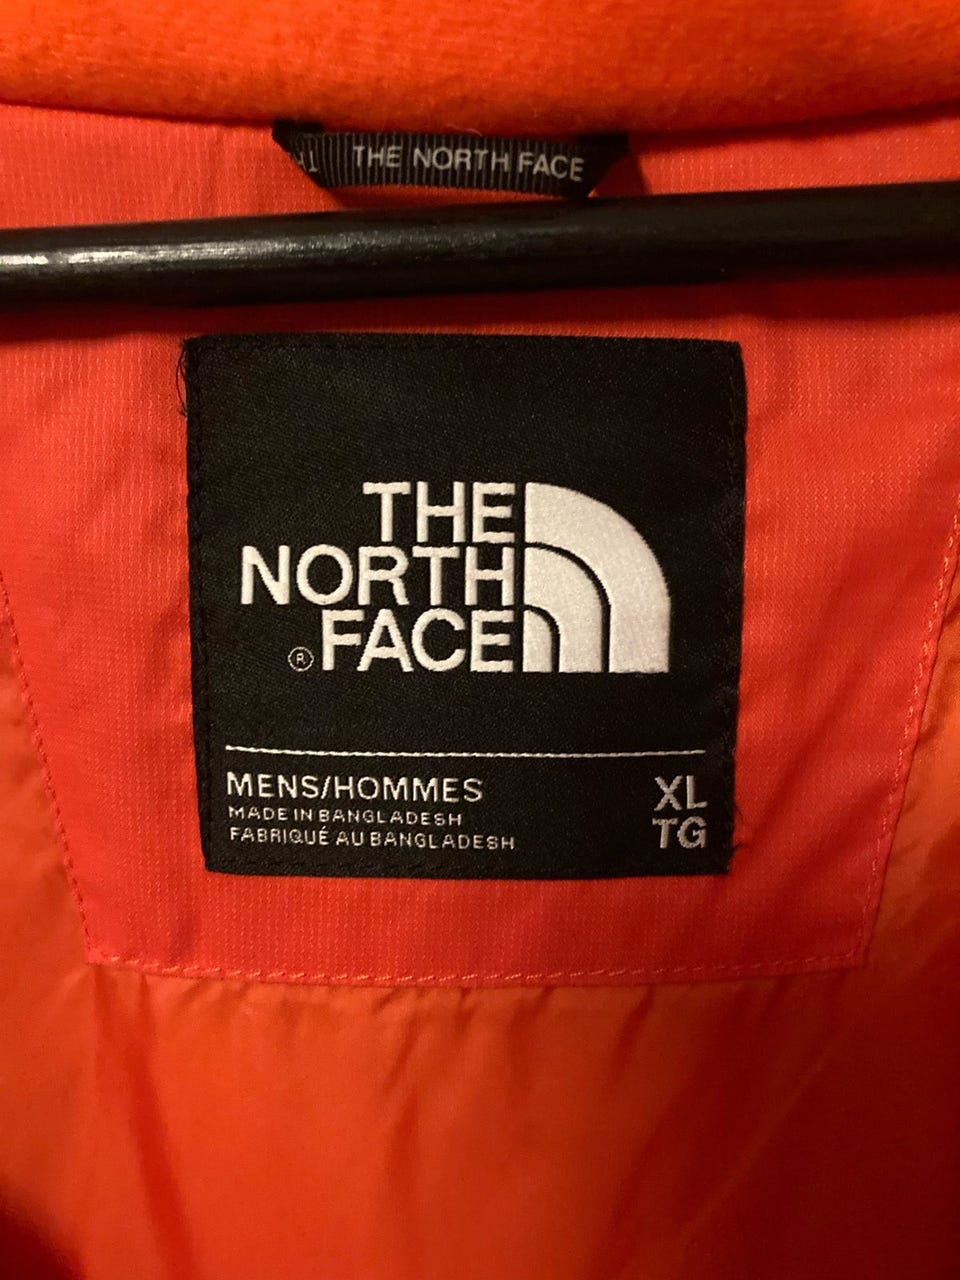 THE NORTH FACE
THE
NORTH
FACE
®
MENS/HOMMES
MADE IN BANGLADESH
FABRIQUÉ AU BANGLADESH
XL
TG